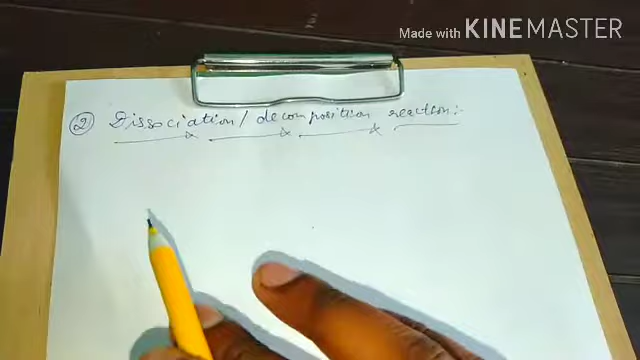 Made with KINEMASTER
② Dissociation/ decomposition reaction:-